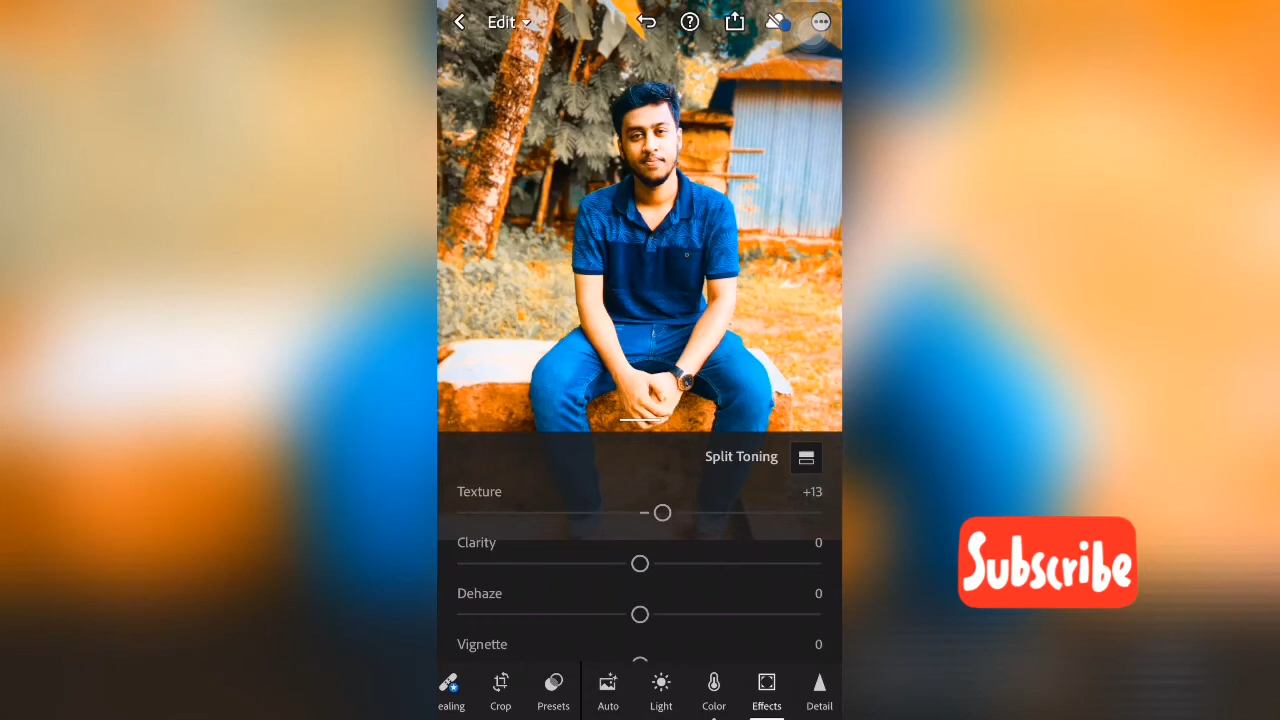 Edit
Split Toning
Texture +13
Clarity 0
Dehaze 0
Vignette 0
ealing Crop Presets Auto Light Color Effects Detail
Subscribe